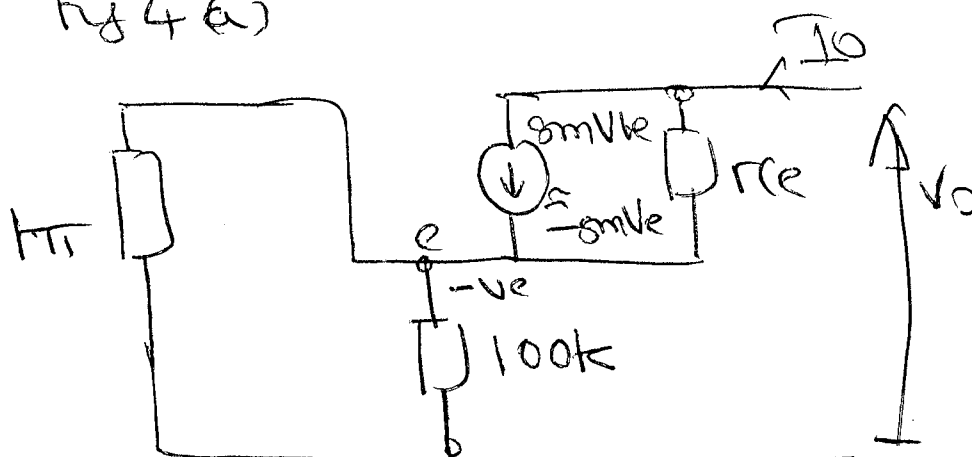 Fig 4 (a)
IO
gmVbe
rce
Vo
rπ
≈ -gmVe
e
-ve
100k